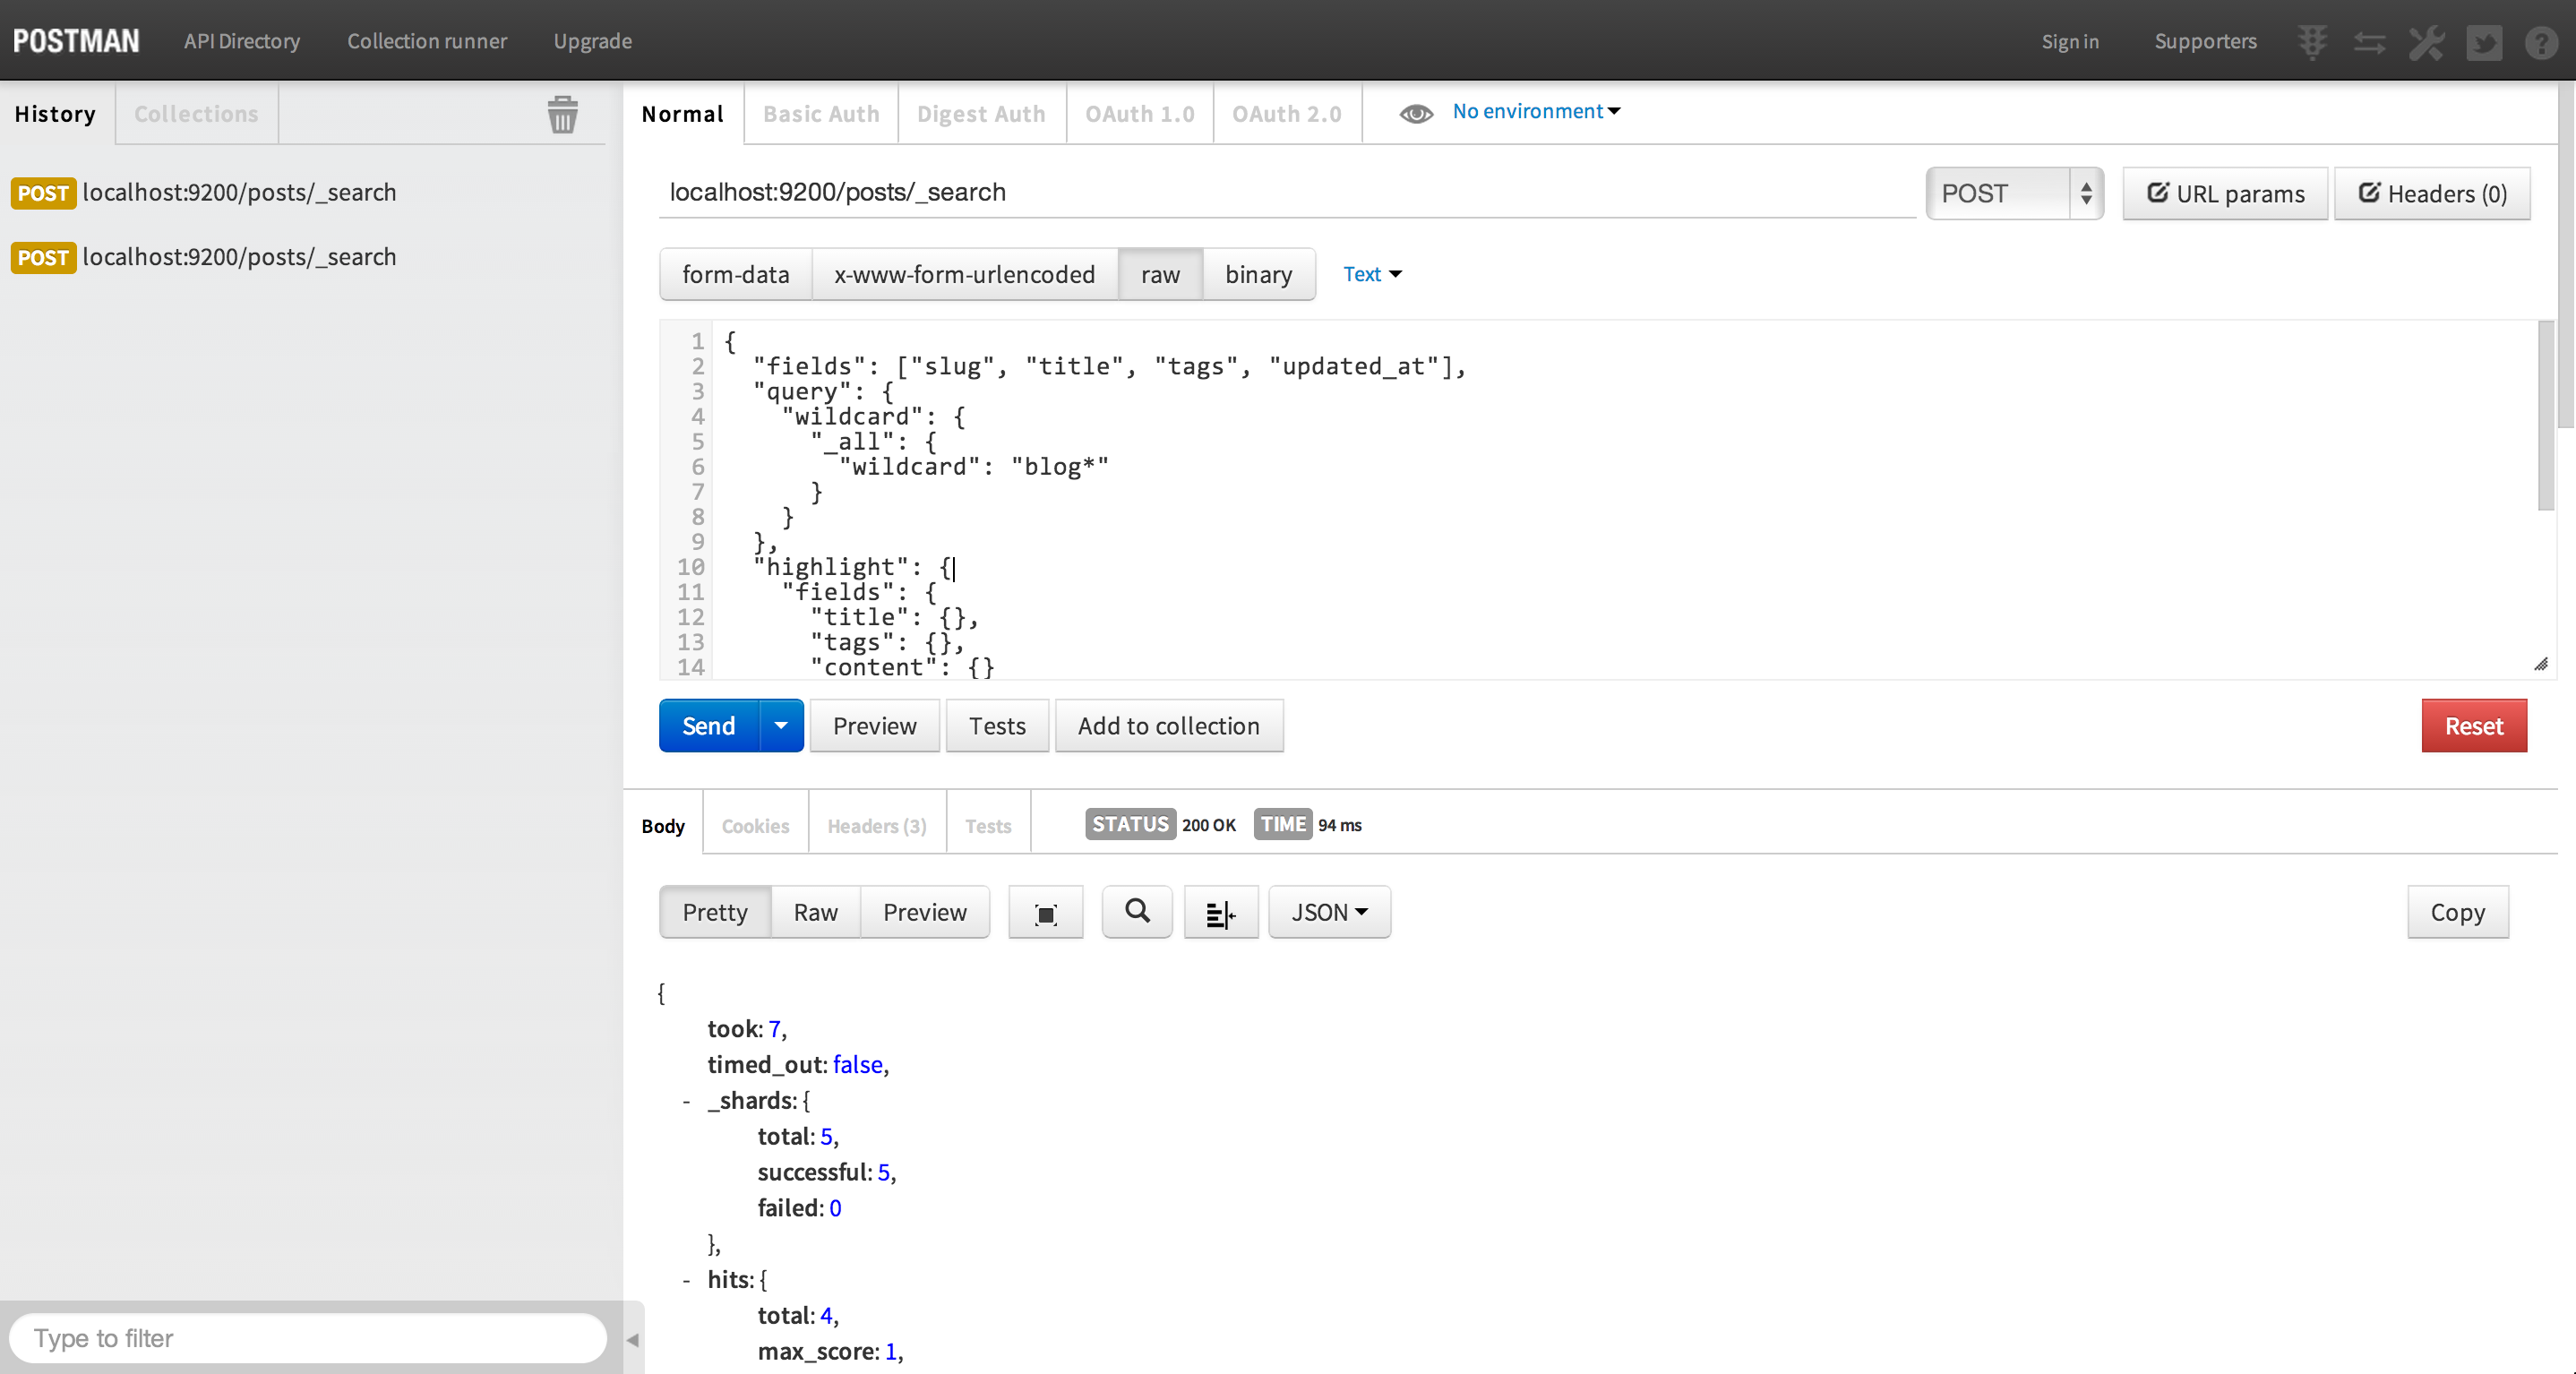 POSTMAN API Directory Collection runner Upgrade Sign in Supporters
History Collections
POST localhost:9200/posts/_search
POST localhost:9200/posts/_search
Type to filter
Normal Basic Auth Digest Auth OAuth 1.0 OAuth 2.0 No environment
localhost:9200/posts/_search POST URL params Headers (0)
form-data x-www-form-urlencoded raw binary Text
1 {
2 "fields": ["slug", "title", "tags", "updated_at"],
3 "query": {
4 "wildcard": {
5 "_all": {
6 "wildcard": "blog*"
7 }
8 }
9 },
10 "highlight": {
11 "fields": {
12 "title": {},
13 "tags": {},
14 "content": {}
Send Preview Tests Add to collection Reset
Body Cookies Headers (3) Tests STATUS 200 OK TIME 94 ms
Pretty Raw Preview JSON Copy
{
took: 7,
timed_out: false,
- _shards: {
total: 5,
successful: 5,
failed: 0
},
- hits: {
total: 4,
max_score: 1,